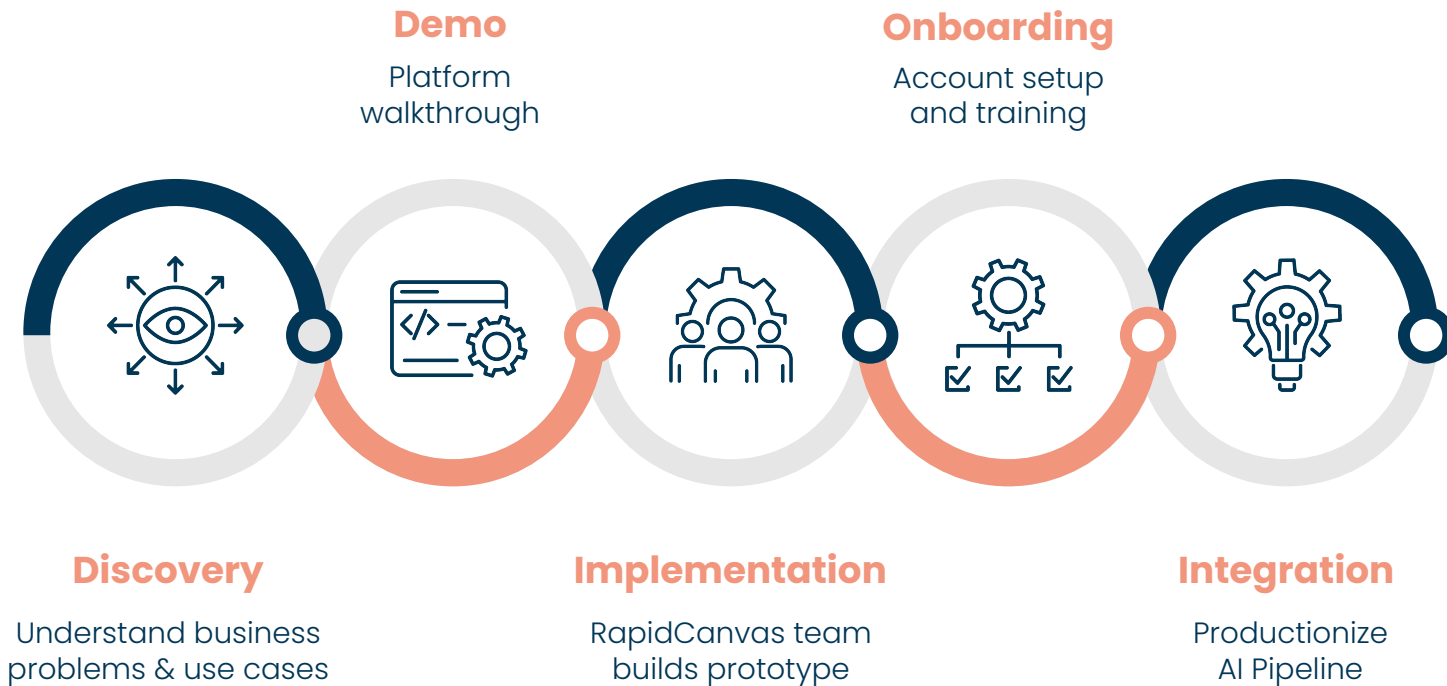 Demo
Platform
walkthrough
Onboarding
Account setup
and training
</>
Discovery
Understand business
problems & use cases
Implementation
RapidCanvas team
builds prototype
Integration
Productionize
AI Pipeline